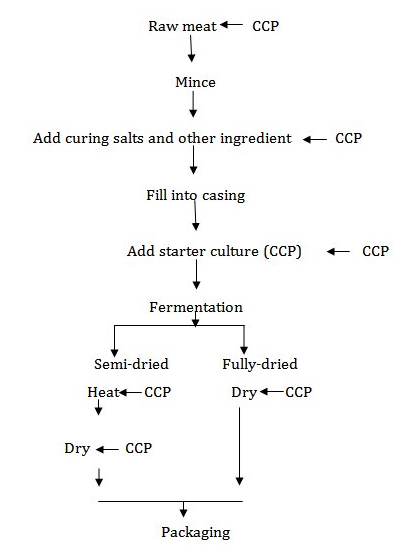 Raw meat CCP
Mince
Add curing salts and other ingredient CCP
Fill into casing
Add starter culture (CCP) CCP
Fermentation
Semi-dried Fully-dried
Heat CCP Dry CCP
Dry CCP
Packaging